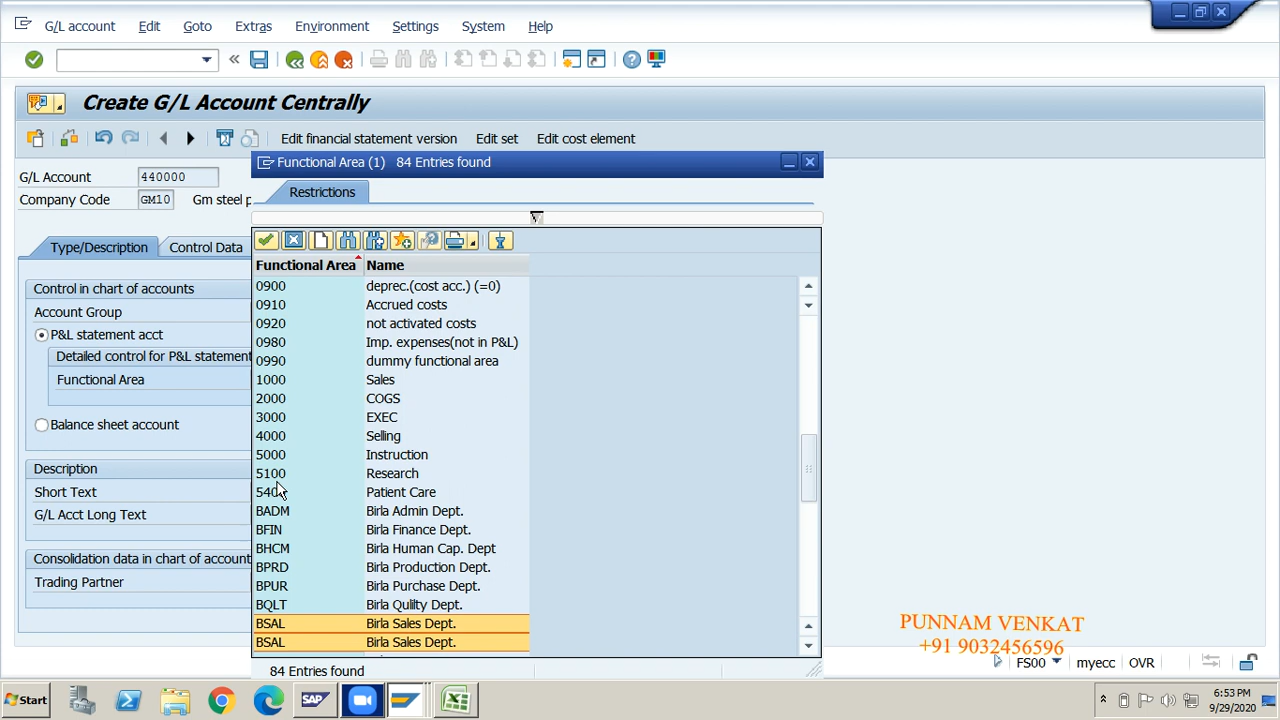 G/L account Edit Goto Extras Environment Settings System Help
Create G/L Account Centrally
Edit financial statement version Edit set Edit cost element
G/L Account 440000
Company Code GM10 Gm steel p
Type/Description Control Data
Control in chart of accounts
Account Group
P&L statement acct
Detailed control for P&L statement
Functional Area
Balance sheet account
Description
Short Text
G/L Acct Long Text
Consolidation data in chart of account
Trading Partner
Functional Area (1) 84 Entries found
Restrictions
Functional Area Name
0900 deprec.(cost acc.) (=0)
0910 Accrued costs
0920 not activated costs
0980 Imp. expenses(not in P&L)
0990 dummy functional area
1000 Sales
2000 COGS
3000 EXEC
4000 Selling
5000 Instruction
5100 Research
Patient Care
BADM Birla Admin Dept.
BFIN Birla Finance Dept.
BHCM Birla Human Cap. Dept
BPRD Birla Production Dept.
BPUR Birla Purchase Dept.
BQLT Birla Qulilty Dept.
BSAL Birla Sales Dept.
BSAL Birla Sales Dept.
84 Entries found
PUNNAM VENKAT
+91 9032456596
FS00 myecc OVR
Start SAP 6:53 PM
9/29/2020